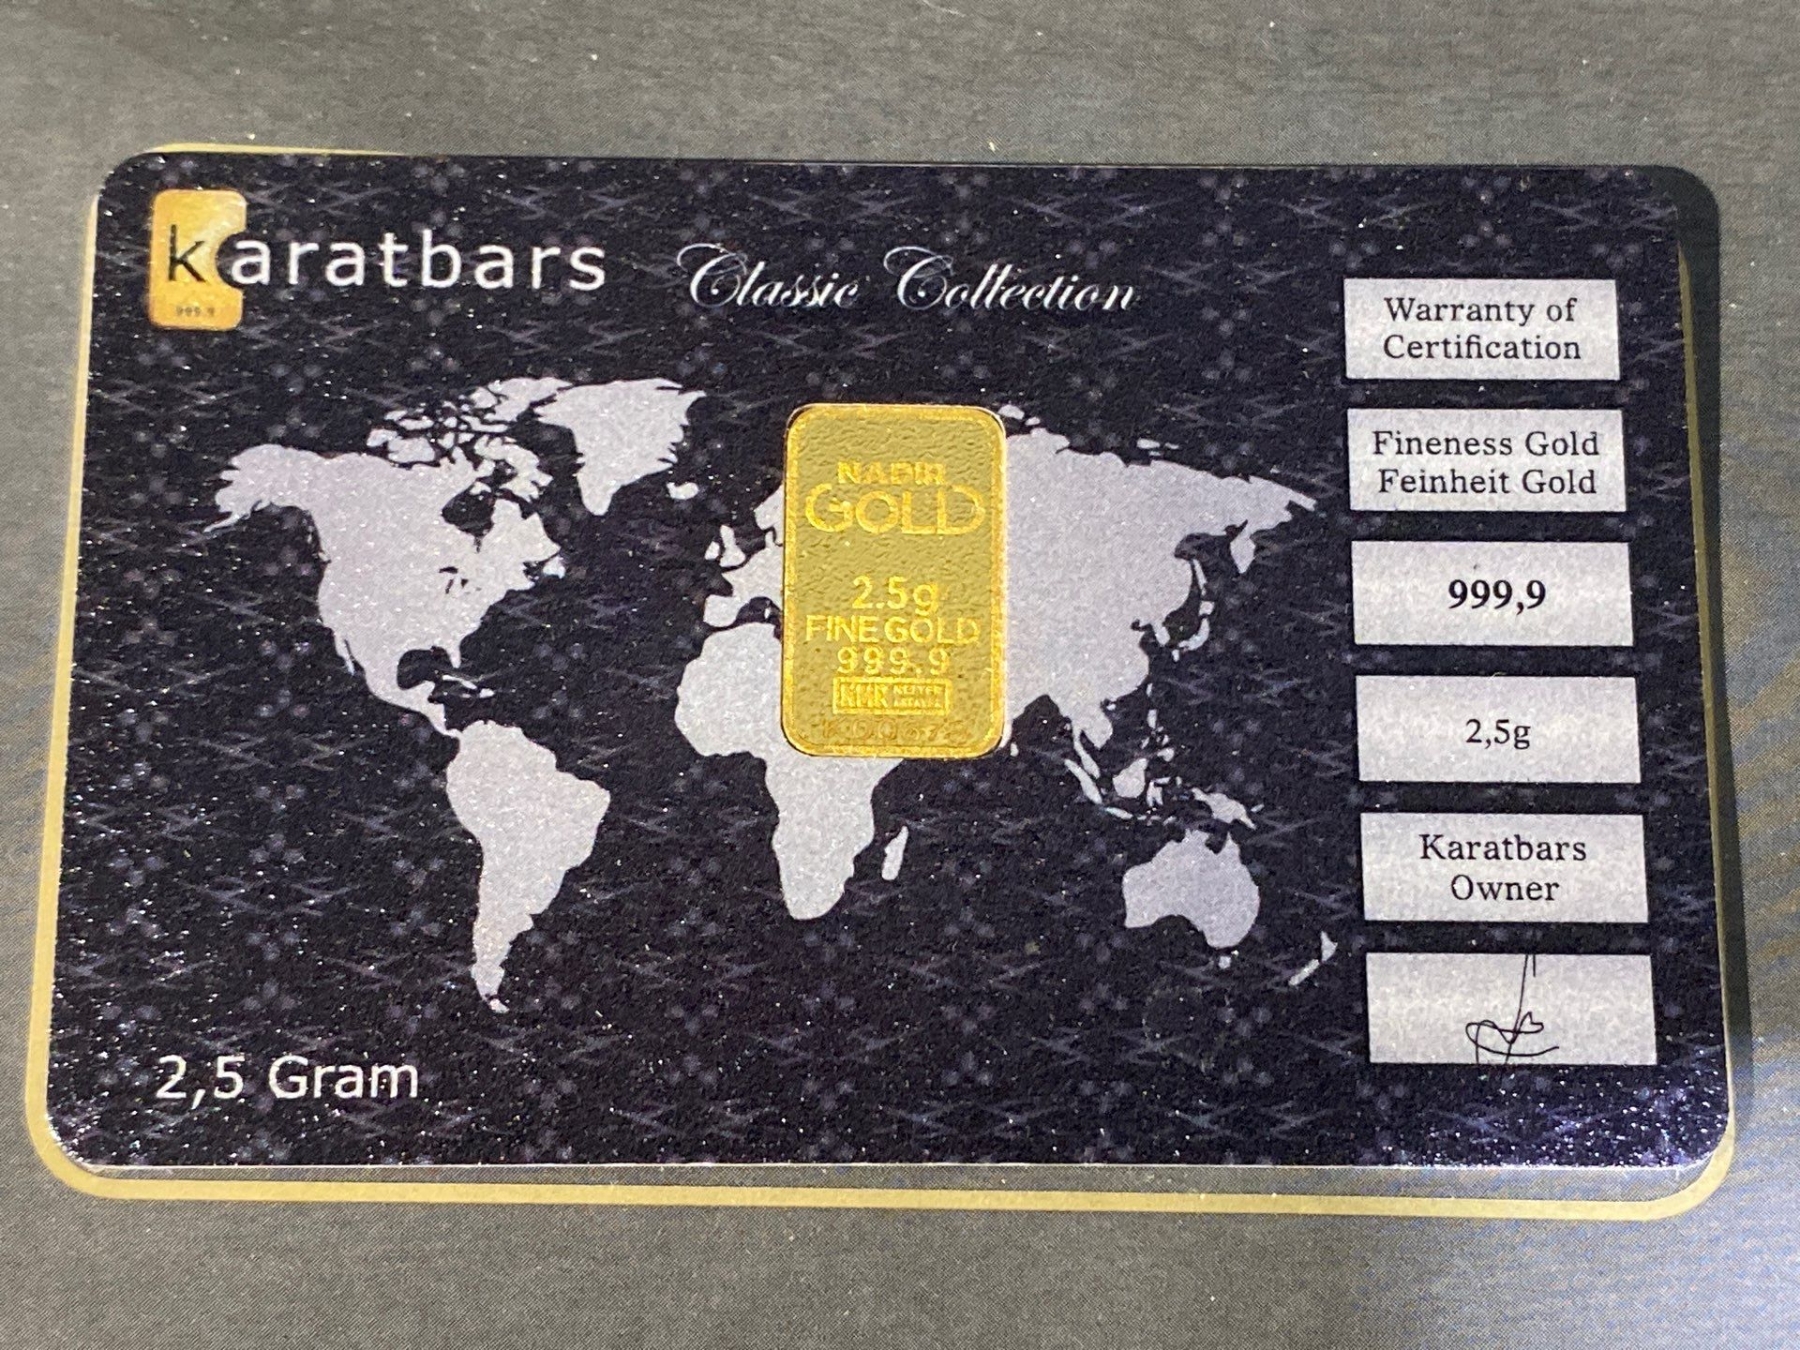 karatbars
999.9
Classic Collection
Warranty of
Certification
Fineness Gold
Feinheit Gold
999,9
2,5g
Karatbars
Owner
NADIR
GOLD
2.5g
FINE GOLD
999.9
2,5 Gram